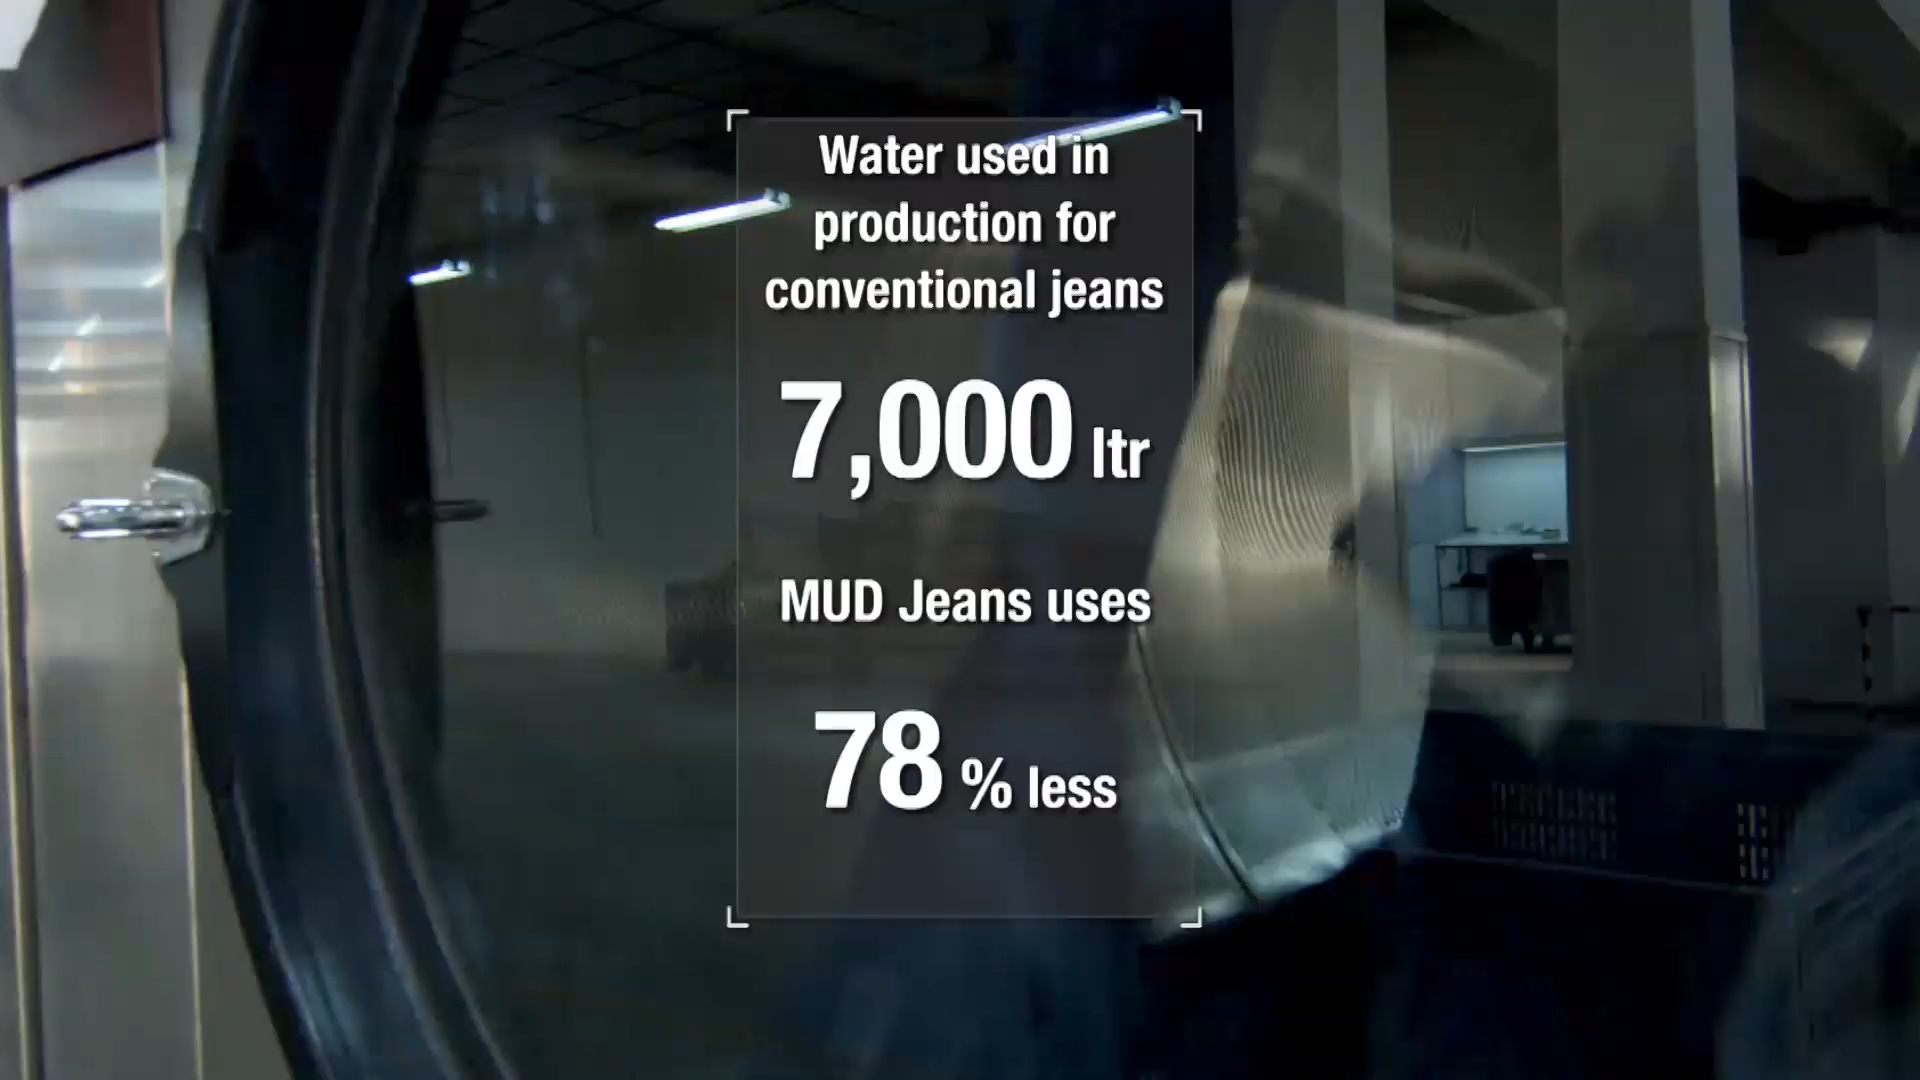 Water used in
production for
conventional jeans
7,000 ltr
MUD Jeans uses
78 % less